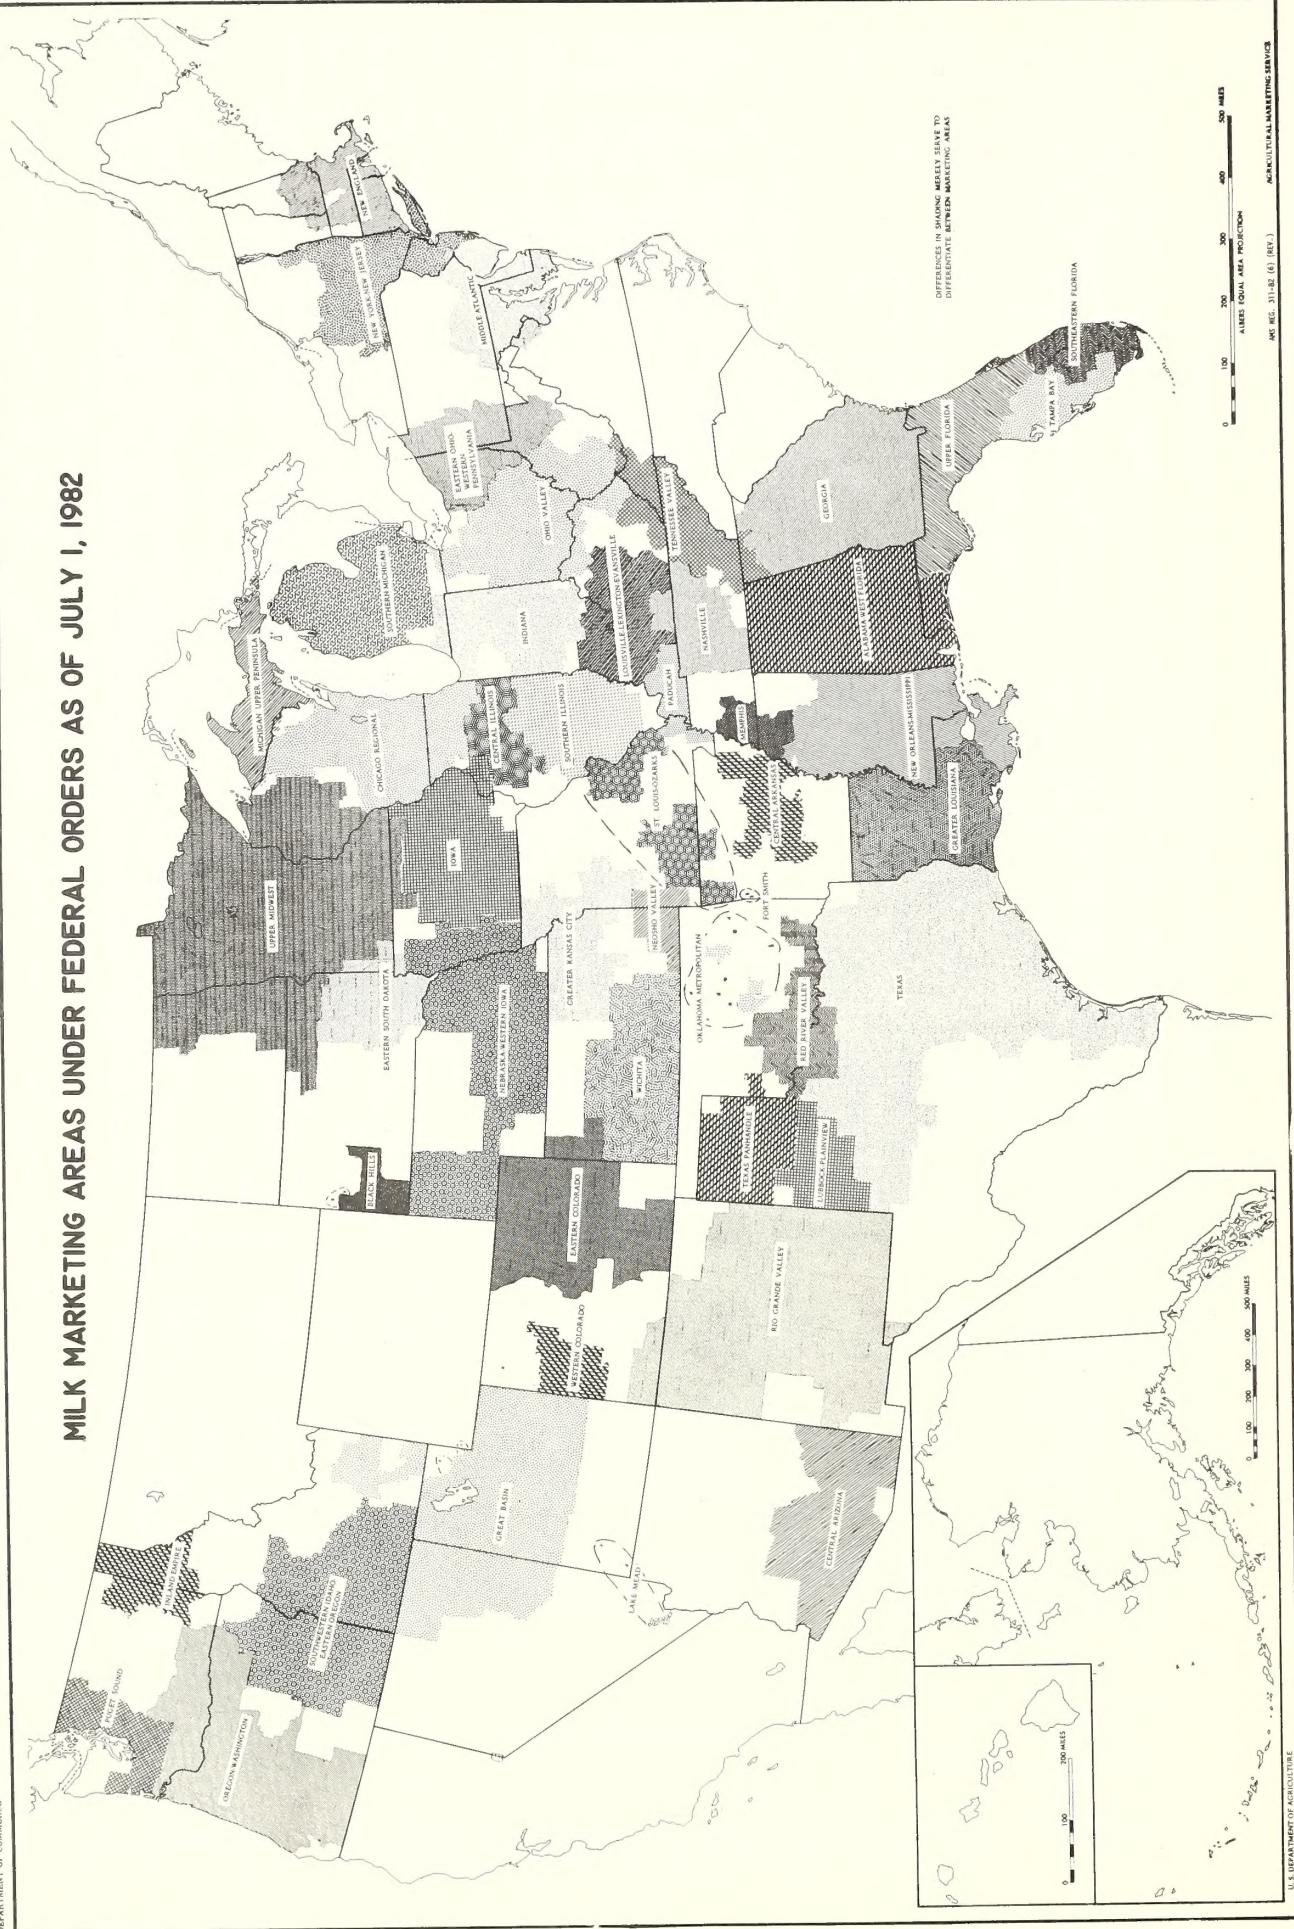 MILK MARKETING AREAS UNDER FEDERAL ORDERS AS OF JULY 1, 1982
PUGET SOUND
INLAND EMPIRE
OREGON-WASHINGTON
SOUTHWESTERN IDAHO
EASTERN OREGON
GREAT BASIN
LAKE MEAD
CENTRAL ARIZONA
WESTERN COLORADO
EASTERN COLORADO
RIO GRANDE VALLEY
BLACK HILLS
EASTERN SOUTH DAKOTA
UPPER MIDWEST
NEBRASKA-WESTERN IOWA
IOWA
GREATER KANSAS CITY
WICHITA
NEOSHO VALLEY
TEXAS PANHANDLE
LUBBOCK-PLAINVIEW
OKLAHOMA METROPOLITAN
RED RIVER VALLEY
FORT SMITH
TEXAS
MICHIGAN UPPER PENINSULA
CHICAGO REGIONAL
SOUTHERN MICHIGAN
CENTRAL ILLINOIS
SOUTHERN ILLINOIS
ST. LOUIS-OZARKS
INDIANA
OHIO VALLEY
EASTERN OHIO-
WESTERN
PENNSYLVANIA
LOUISVILLE-LEXINGTON-EVANSVILLE
PADUCAH
NASHVILLE
TENNESSEE VALLEY
MEMPHIS
CENTRAL ARKANSAS
GREATER LOUISIANA
NEW ORLEANS-MISSISSIPPI
ALABAMA-WEST FLORIDA
GEORGIA
UPPER FLORIDA
TAMPA BAY
SOUTHEASTERN FLORIDA
MIDDLE ATLANTIC
NEW YORK-NEW JERSEY
NEW ENGLAND
DIFFERENCES IN SHADING MERELY SERVE TO
DIFFERENTIATE BETWEEN MARKETING AREAS
0 100 200 300 400 500 MILES
ALBERS EQUAL AREA PROJECTION
0 100 200 MILES
0 100 200 300 400 500 MILES
U. S. DEPARTMENT OF AGRICULTURE
AMS NEG. 311-82 (6) (REV.)
AGRICULTURAL MARKETING SERVICE